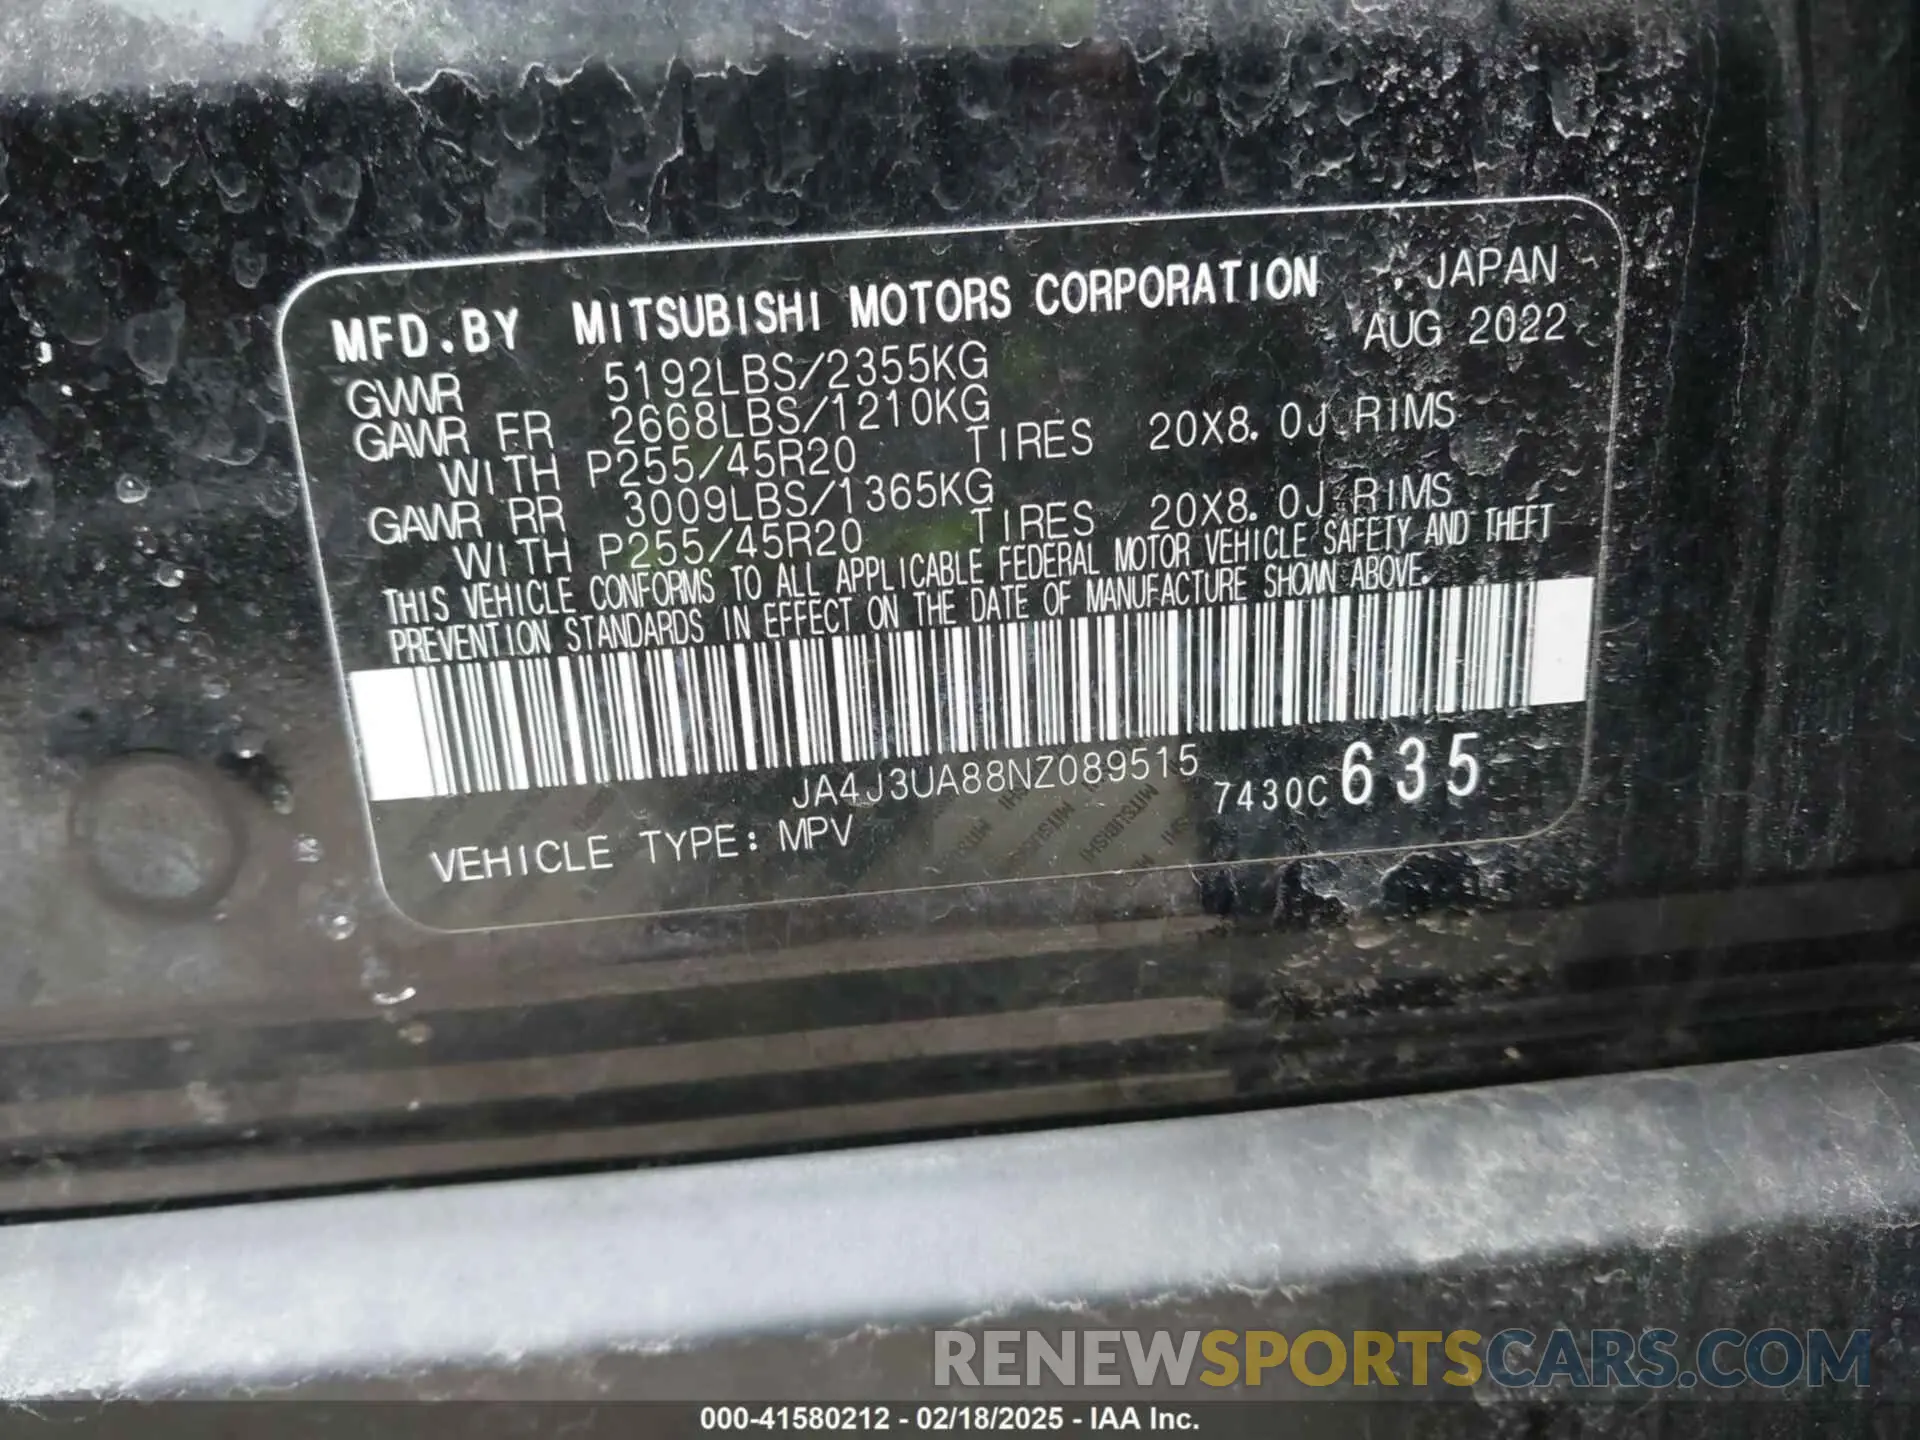 MFD.BY MITSUBISHI MOTORS CORPORATION , JAPAN
AUG 2022
GVWR 5192LBS/2355KG
GAWR FR 2668LBS/1210KG
WITH P255/45R20 TIRES 20X8.0J RIMS
GAWR RR 3009LBS/1365KG
WITH P255/45R20 TIRES 20X8.0J RIMS
THIS VEHICLE CONFORMS TO ALL APPLICABLE FEDERAL MOTOR VEHICLE SAFETY AND THEFT
PREVENTION STANDARDS IN EFFECT ON THE DATE OF MANUFACTURE SHOWN ABOVE.
JA4J3UA88NZ089515 7430C 635
VEHICLE TYPE: MPV
RENEWSPORTSCARS.COM
000-41580212 - 02/18/2025 - IAA Inc.